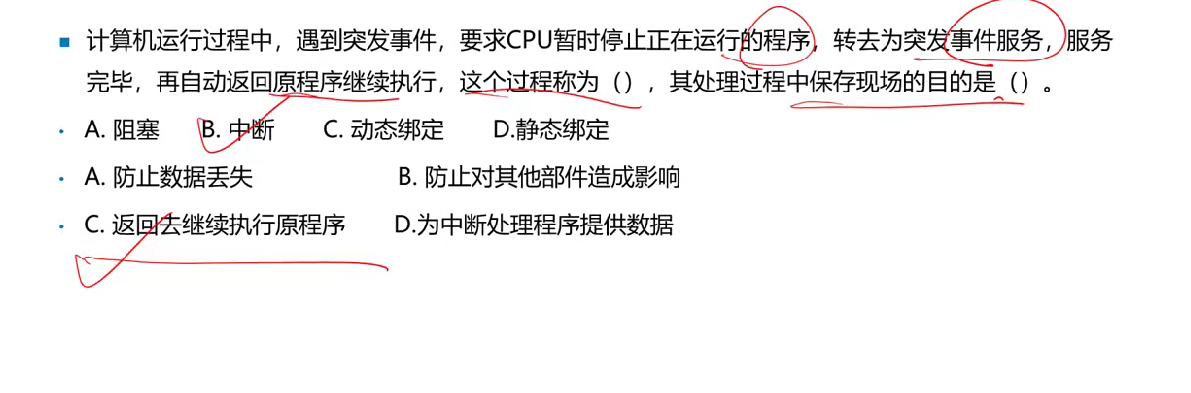 计算机运行过程中，遇到突发事件，要求CPU暂时停止正在运行的程序，转去为突发事件服务，服务
完毕，再自动返回原程序继续执行，这个过程称为（），其处理过程中保存现场的目的是（）。
A. 阻塞 B. 中断 C. 动态绑定 D.静态绑定
A. 防止数据丢失 B. 防止对其他部件造成影响
C. 返回去继续执行原程序 D.为中断处理程序提供数据